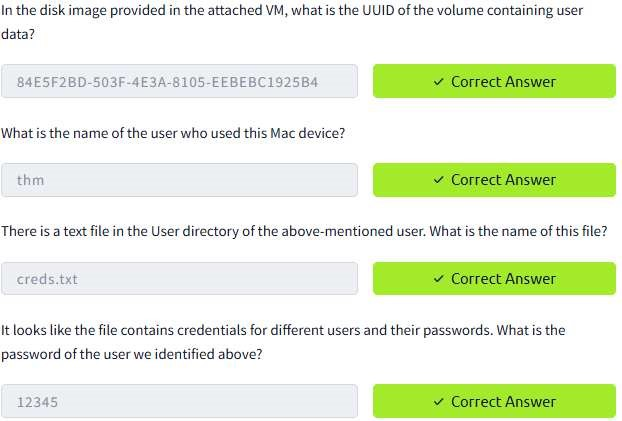 In the disk image provided in the attached VM, what is the UUID of the volume containing user
data?
84E5F2BD-503F-4E3A-8105-EEBEBC1925B4
✓ Correct Answer
What is the name of the user who used this Mac device?
thm
✓ Correct Answer
There is a text file in the User directory of the above-mentioned user. What is the name of this file?
creds.txt
✓ Correct Answer
It looks like the file contains credentials for different users and their passwords. What is the
password of the user we identified above?
12345
✓ Correct Answer